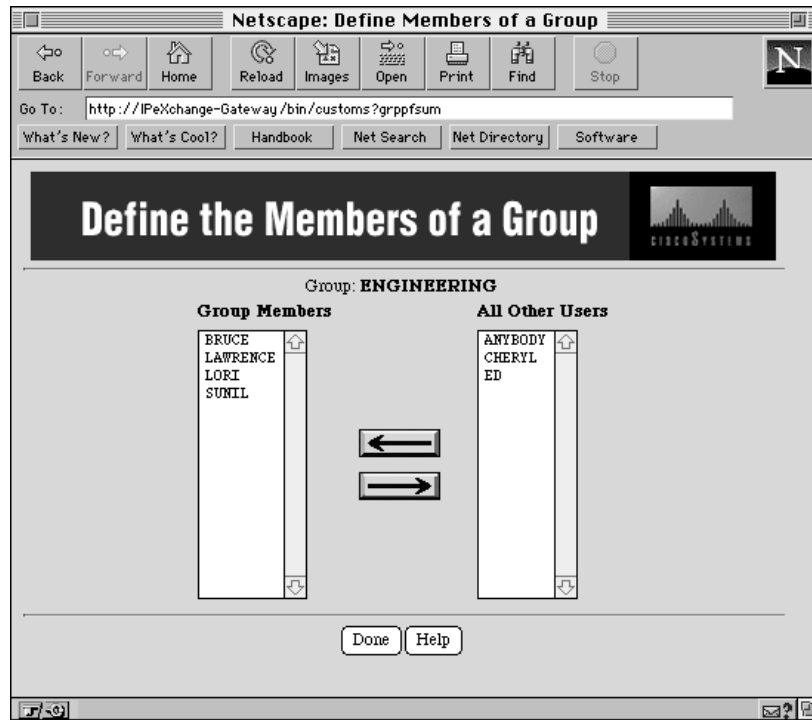 Netscape: Define Members of a Group
Back Forward Home Reload Images Open Print Find Stop
N
Go To: http://IPeXchange-Gateway/bin/customs?grppfsum
What's New? What's Cool? Handbook Net Search Net Directory Software
Define the Members of a Group
CISCO SYSTEMS
Group: ENGINEERING
Group Members All Other Users
BRUCE ANYBODY
LAWRENCE CHERYL
LORI ED
SUNIL
Done Help
?